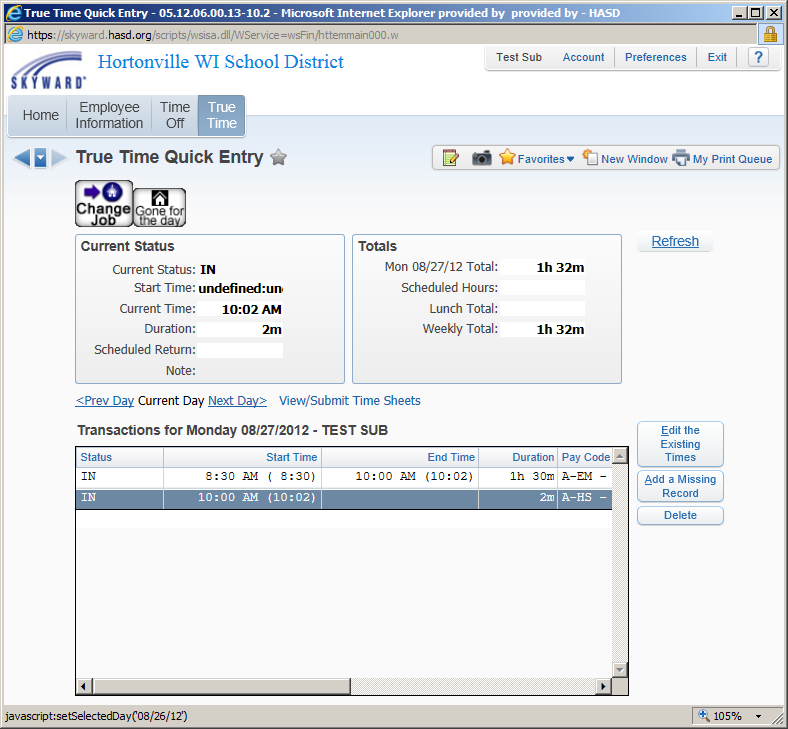 True Time Quick Entry - 05.12.06.00.13-10.2 - Microsoft Internet Explorer provided by  provided by - HASD
https://skyward.hasd.org/scripts/wsisa.dll/WService=wsFin/httemmain000.w
SKYWARD
Hortonville WI School District
Test Sub Account Preferences Exit ?
Home Employee Information Time Off True Time
True Time Quick Entry
Favorites New Window My Print Queue
Change Job
Gone for the day
Current Status
Current Status: IN
Start Time: undefined:un
Current Time: 10:02 AM
Duration: 2m
Scheduled Return:
Note:
Totals
Mon 08/27/12 Total: 1h 32m
Scheduled Hours:
Lunch Total:
Weekly Total: 1h 32m
Refresh
<Prev Day Current Day Next Day> View/Submit Time Sheets
Transactions for Monday 08/27/2012 - TEST SUB
Status Start Time End Time Duration Pay Code
IN 8:30 AM ( 8:30) 10:00 AM (10:02) 1h 30m A-EM -
IN 10:00 AM (10:02) 2m A-HS -
Edit the Existing Times
Add a Missing Record
Delete
javascript:setSelectedDay('08/26/12')
105%